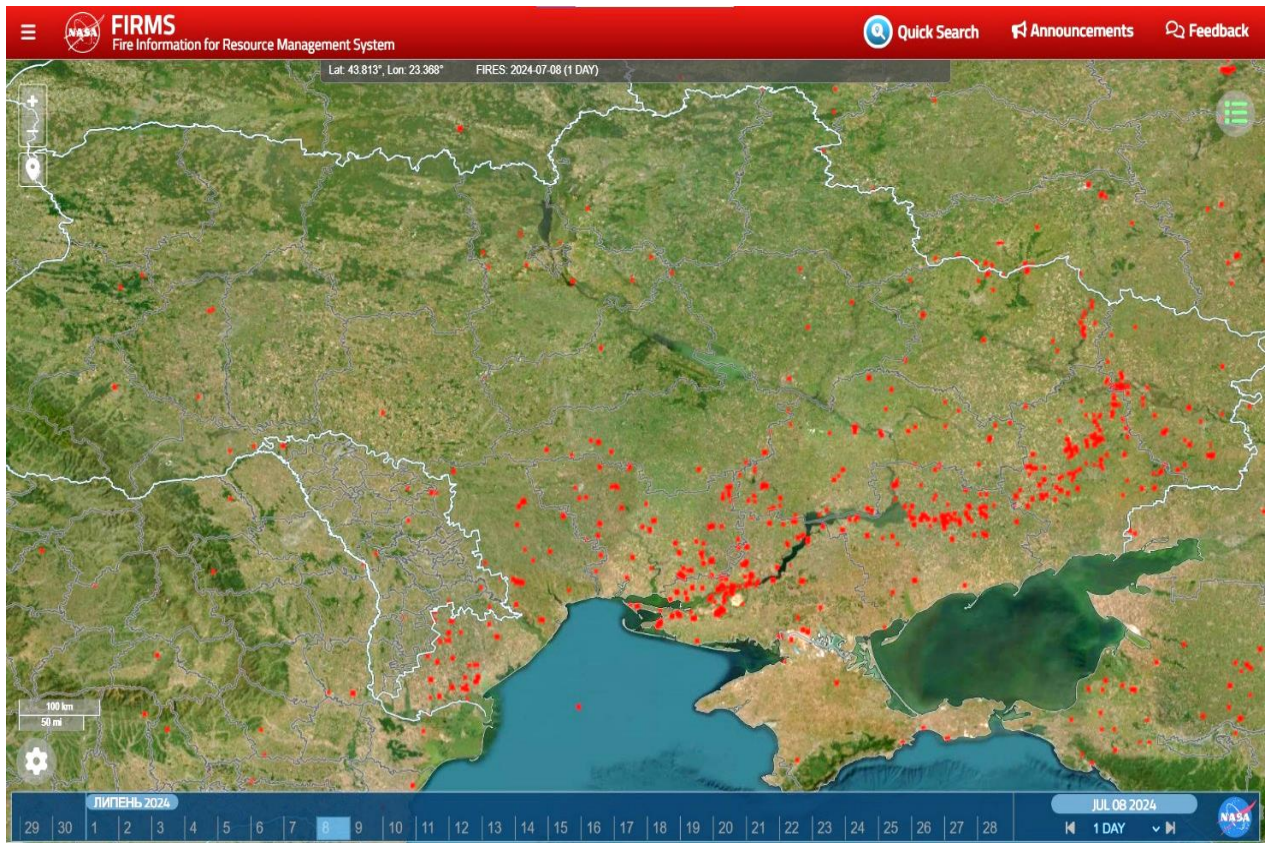 NASA
FIRMS
Fire Information for Resource Management System
Quick Search
Announcements
Feedback
Lat: 43.813°, Lon: 23.368° FIRES: 2024-07-08 (1 DAY)
100 km
50 mi
ЛИПЕНЬ 2024
29 30 1 2 3 4 5 6 7 8 9 10 11 12 13 14 15 16 17 18 19 20 21 22 23 24 25 26 27 28
JUL 08 2024
1 DAY
NASA